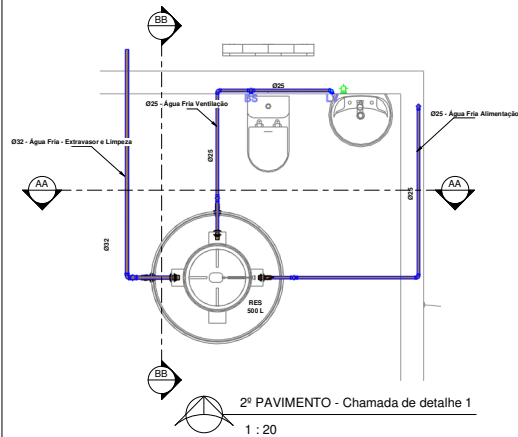 BB
Ø25
BS
LV
Ø25 - Água Fria Ventilação
Ø25 - Água Fria Alimentação
Ø32 - Água Fria - Extravasor e Limpeza
Ø25
AA
AA
Ø25
Ø32
RES
500 L
BB
2º PAVIMENTO - Chamada de detalhe 1
1 : 20